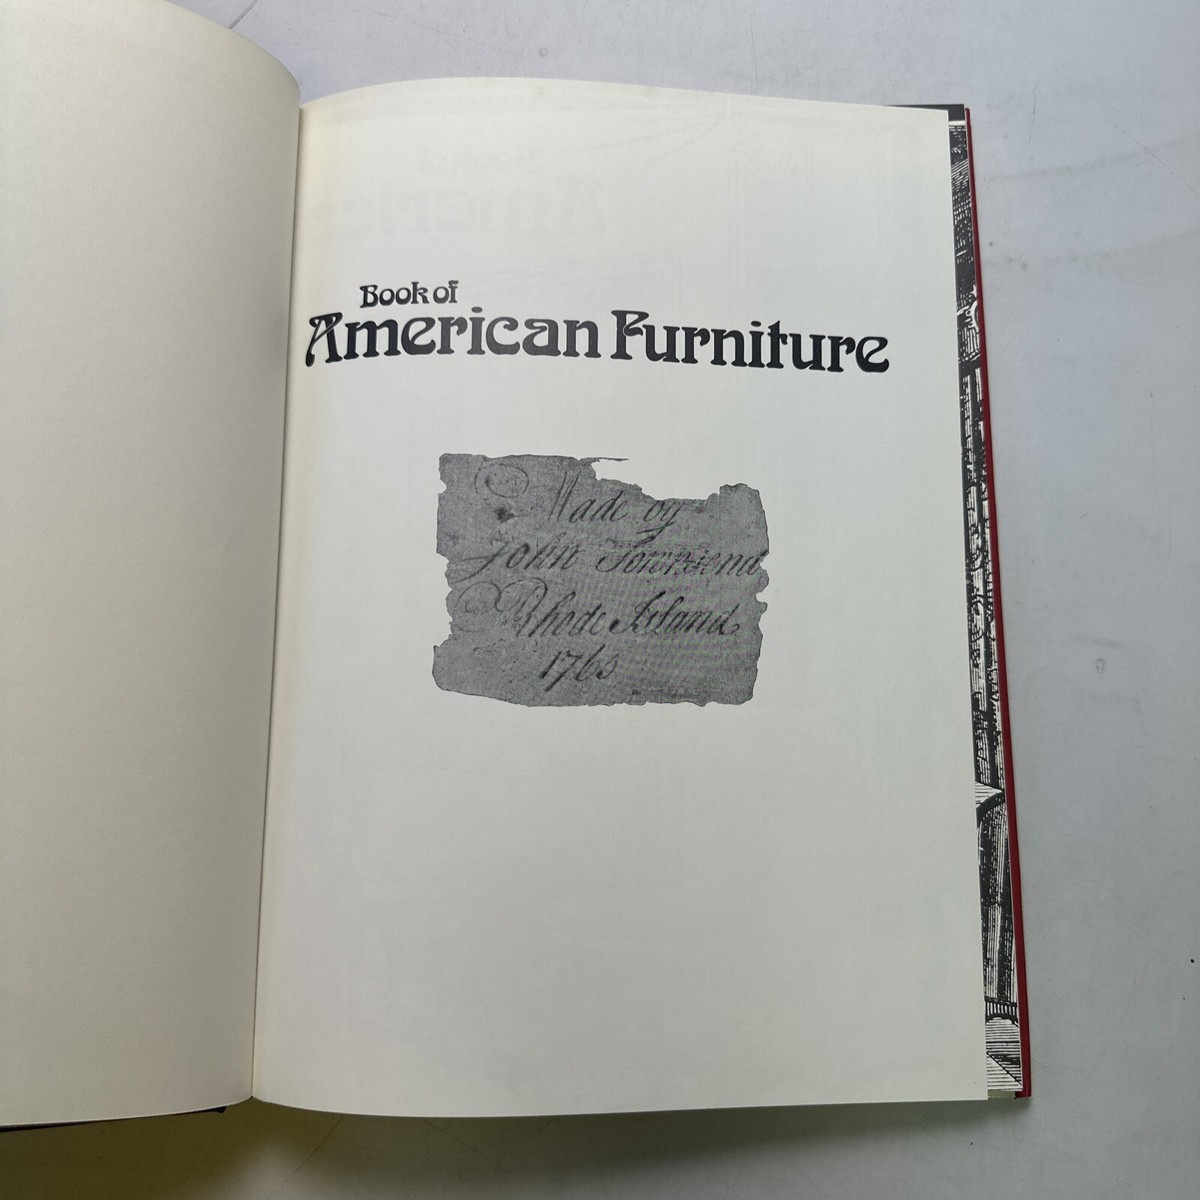 Book of
American Furniture
Made by
John Townsend
Rhode Island
1765